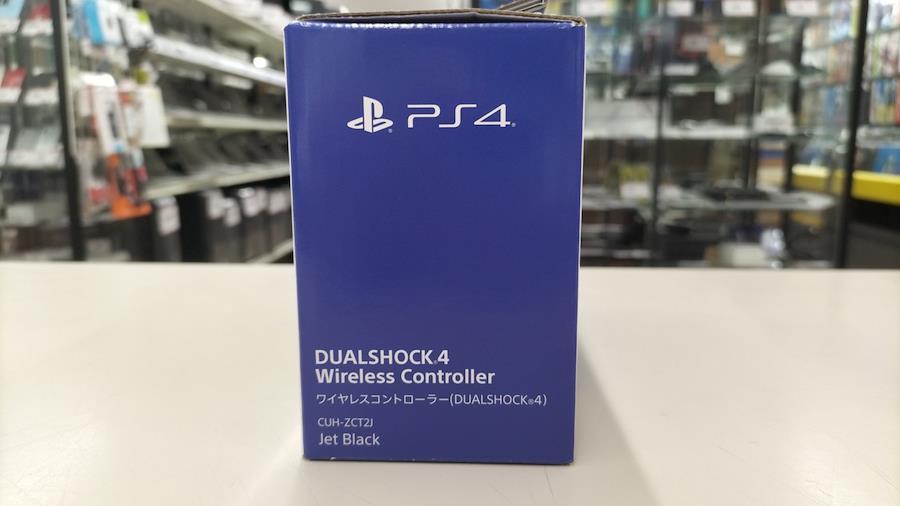 PS4
DUALSHOCK®4
Wireless Controller
ワイヤレスコントローラー(DUALSHOCK®4)
CUH-ZCT2J
Jet Black